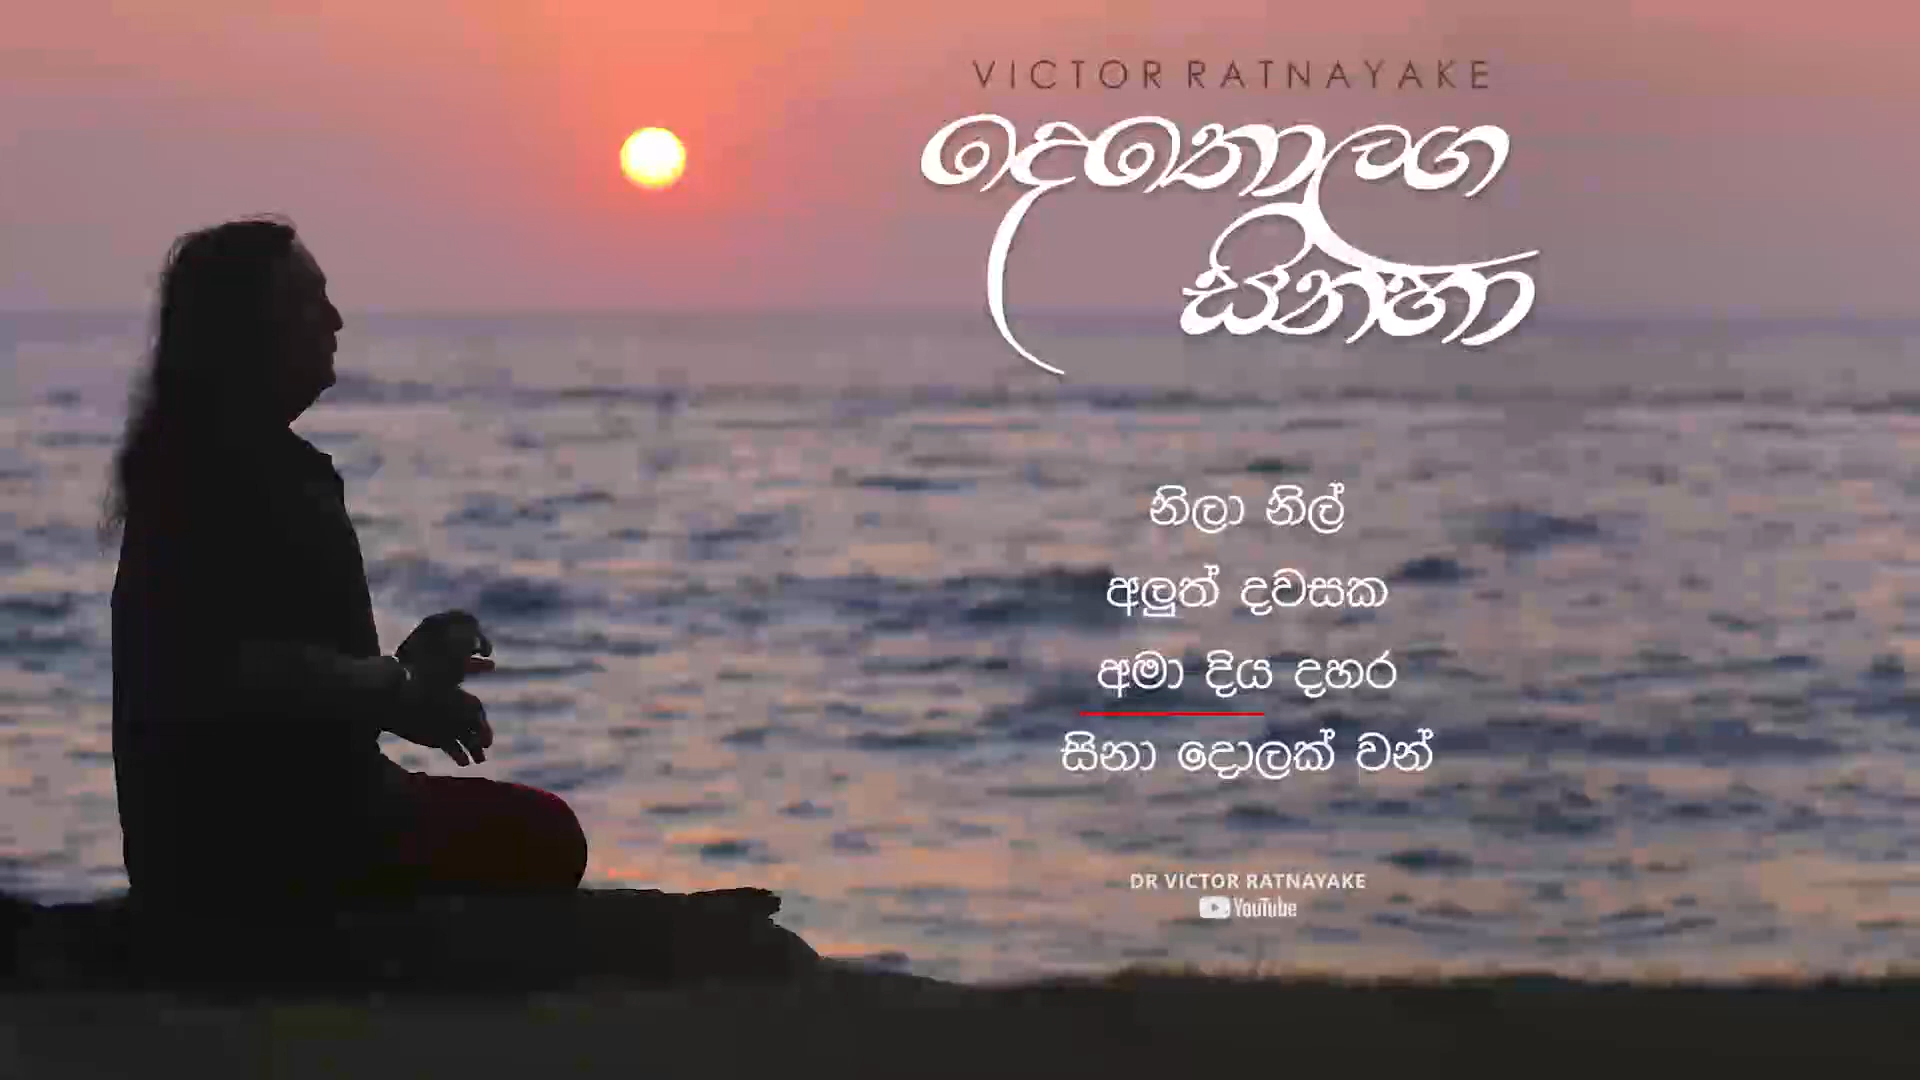 VICTOR RATNAYAKE
දෙතොලග
සිනහා
නිලා නිල්
අලුත් දවසක
අමා දිය දහර
සිනා දොලක් වන්
DR VICTOR RATNAYAKE
YouTube